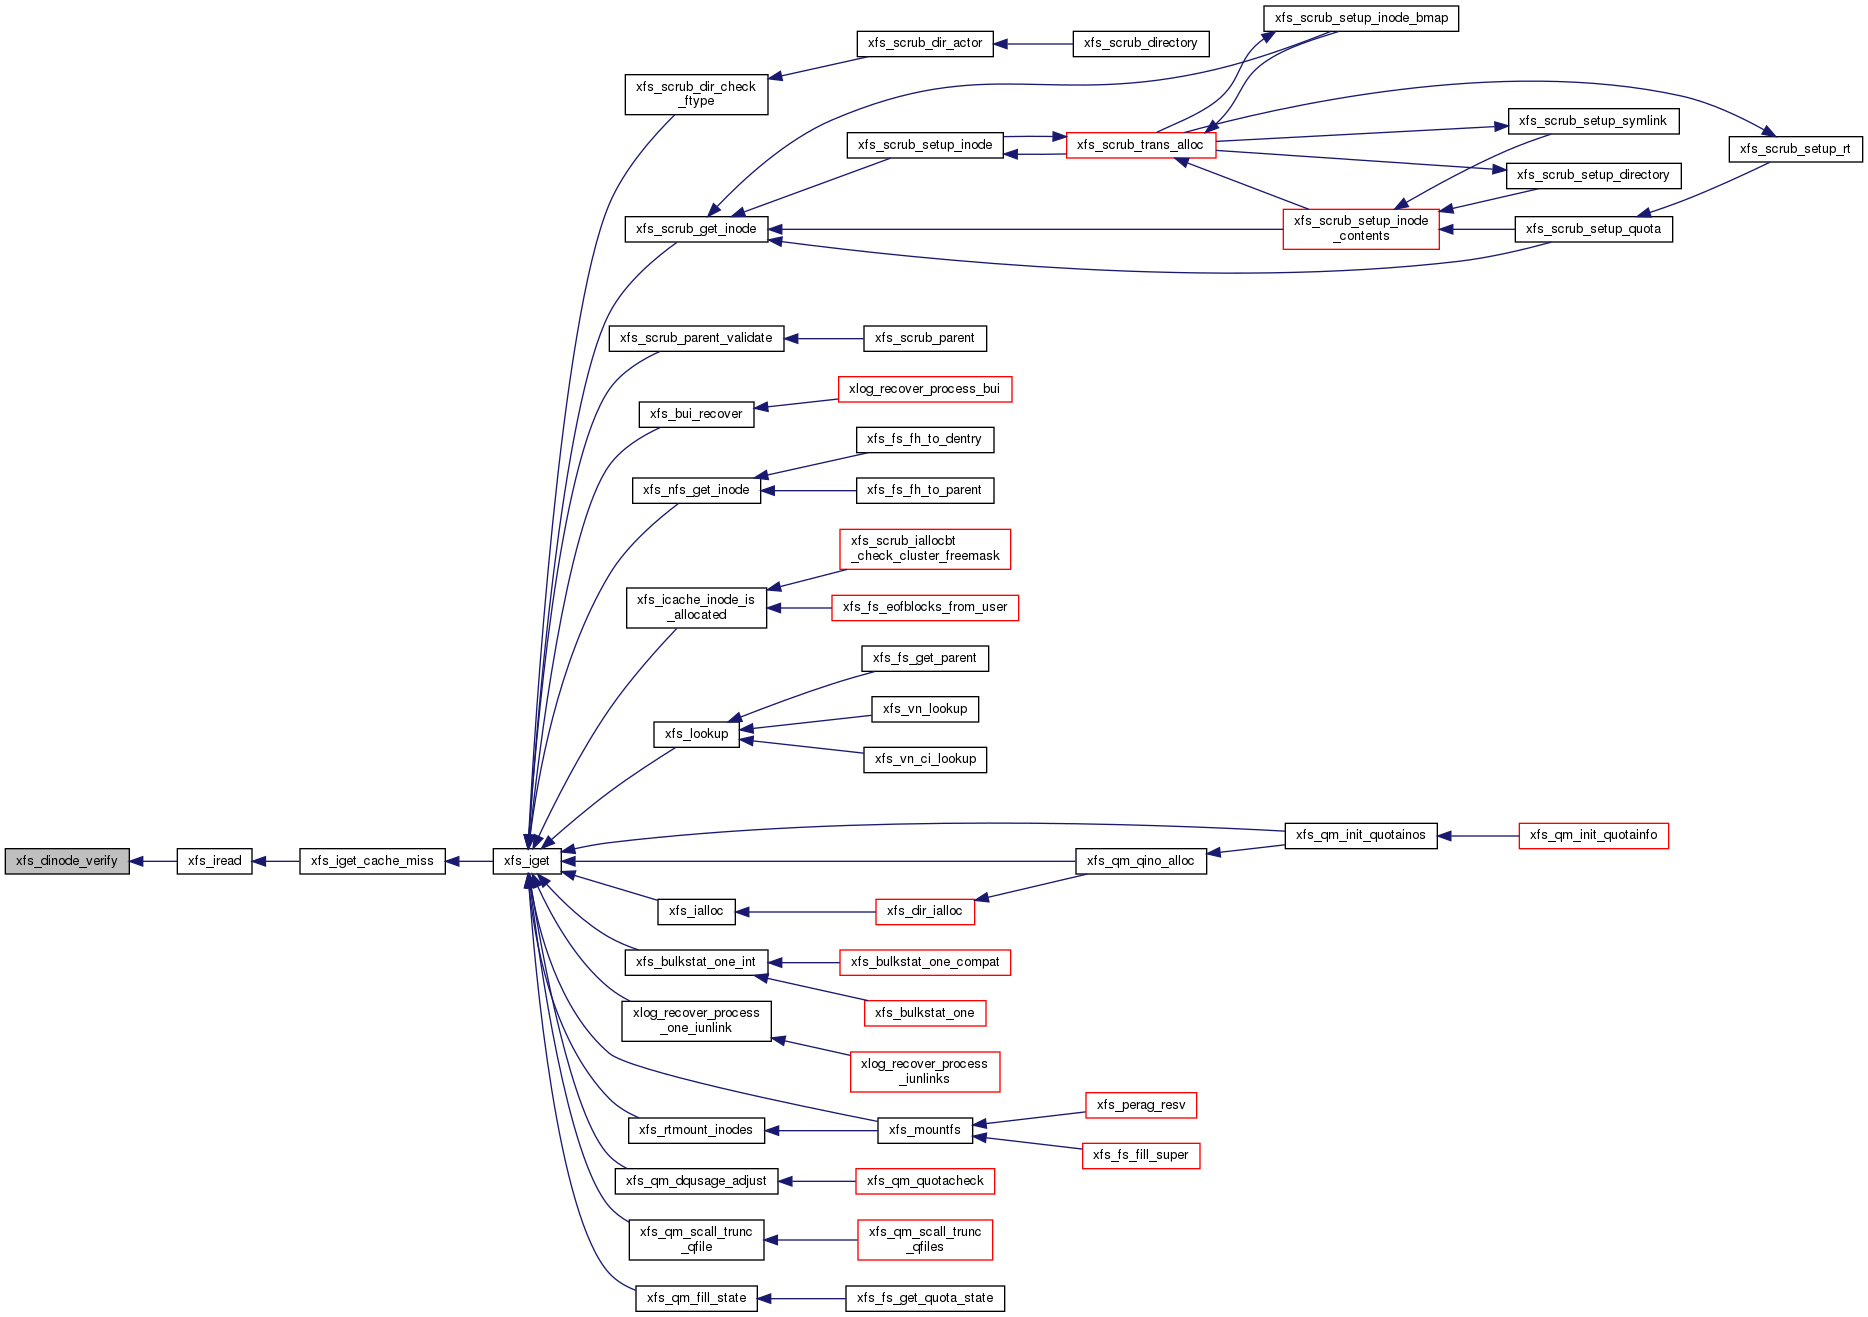 xfs_scrub_setup_inode_bmap
xfs_scrub_dir_actor
xfs_scrub_directory
xfs_scrub_dir_check
_ftype
xfs_scrub_setup_symlink
xfs_scrub_setup_inode
xfs_scrub_trans_alloc
xfs_scrub_setup_rt
xfs_scrub_setup_directory
xfs_scrub_get_inode
xfs_scrub_setup_inode
_contents
xfs_scrub_setup_quota
xfs_scrub_parent_validate
xfs_scrub_parent
xlog_recover_process_bui
xfs_bui_recover
xfs_fs_fh_to_dentry
xfs_nfs_get_inode
xfs_fs_fh_to_parent
xfs_scrub_iallocbt
_check_cluster_freemask
xfs_icache_inode_is
_allocated
xfs_fs_eofblocks_from_user
xfs_fs_get_parent
xfs_vn_lookup
xfs_lookup
xfs_vn_ci_lookup
xfs_qm_init_quotainos
xfs_qm_init_quotainfo
xfs_dinode_verify
xfs_iread
xfs_iget_cache_miss
xfs_iget
xfs_qm_qino_alloc
xfs_ialloc
xfs_dir_ialloc
xfs_bulkstat_one_int
xfs_bulkstat_one_compat
xfs_bulkstat_one
xlog_recover_process
_one_iunlink
xlog_recover_process
_iunlinks
xfs_perag_resv
xfs_rtmount_inodes
xfs_mountfs
xfs_fs_fill_super
xfs_qm_dqusage_adjust
xfs_qm_quotacheck
xfs_qm_scall_trunc
_qfile
xfs_qm_scall_trunc
_qfiles
xfs_qm_fill_state
xfs_fs_get_quota_state